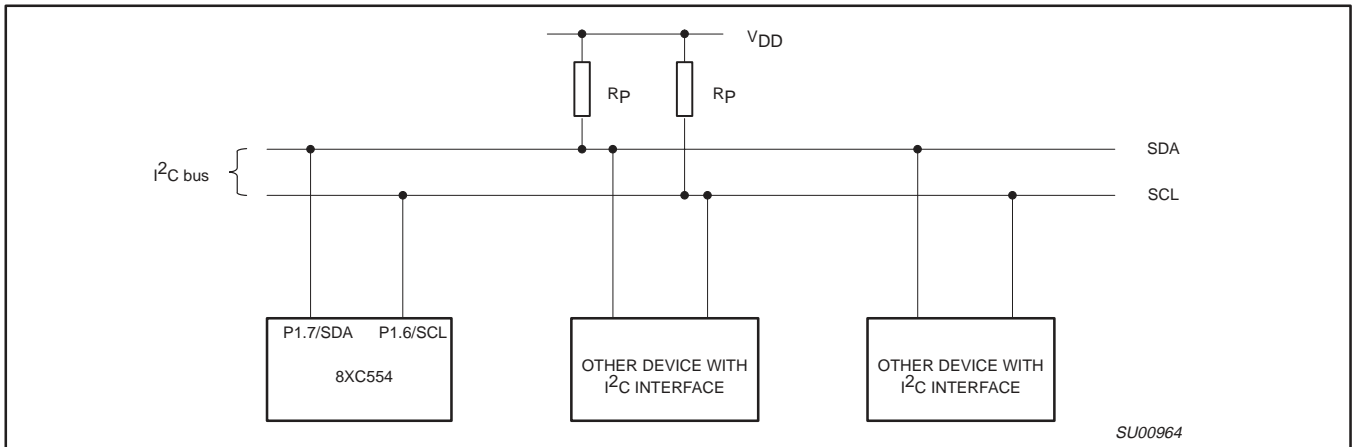 VDD
RP RP
SDA
I2C bus
SCL
P1.7/SDA P1.6/SCL
8XC554
OTHER DEVICE WITH
I2C INTERFACE
OTHER DEVICE WITH
I2C INTERFACE
SU00964